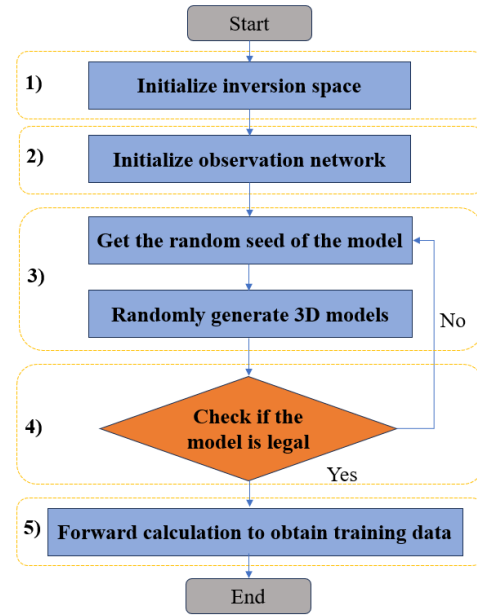 Start
1)
Initialize inversion space
2)
Initialize observation network
3)
Get the random seed of the model
Randomly generate 3D models
No
4)
Check if the
model is legal
Yes
5)
Forward calculation to obtain training data
End